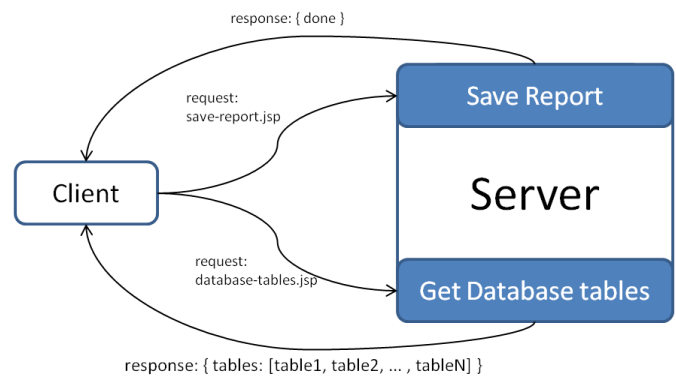 response: { done }
request:
save-report.jsp
Save Report
Client
Server
request:
database-tables.jsp
Get Database tables
response: { tables: [table1, table2, ... , tableN] }